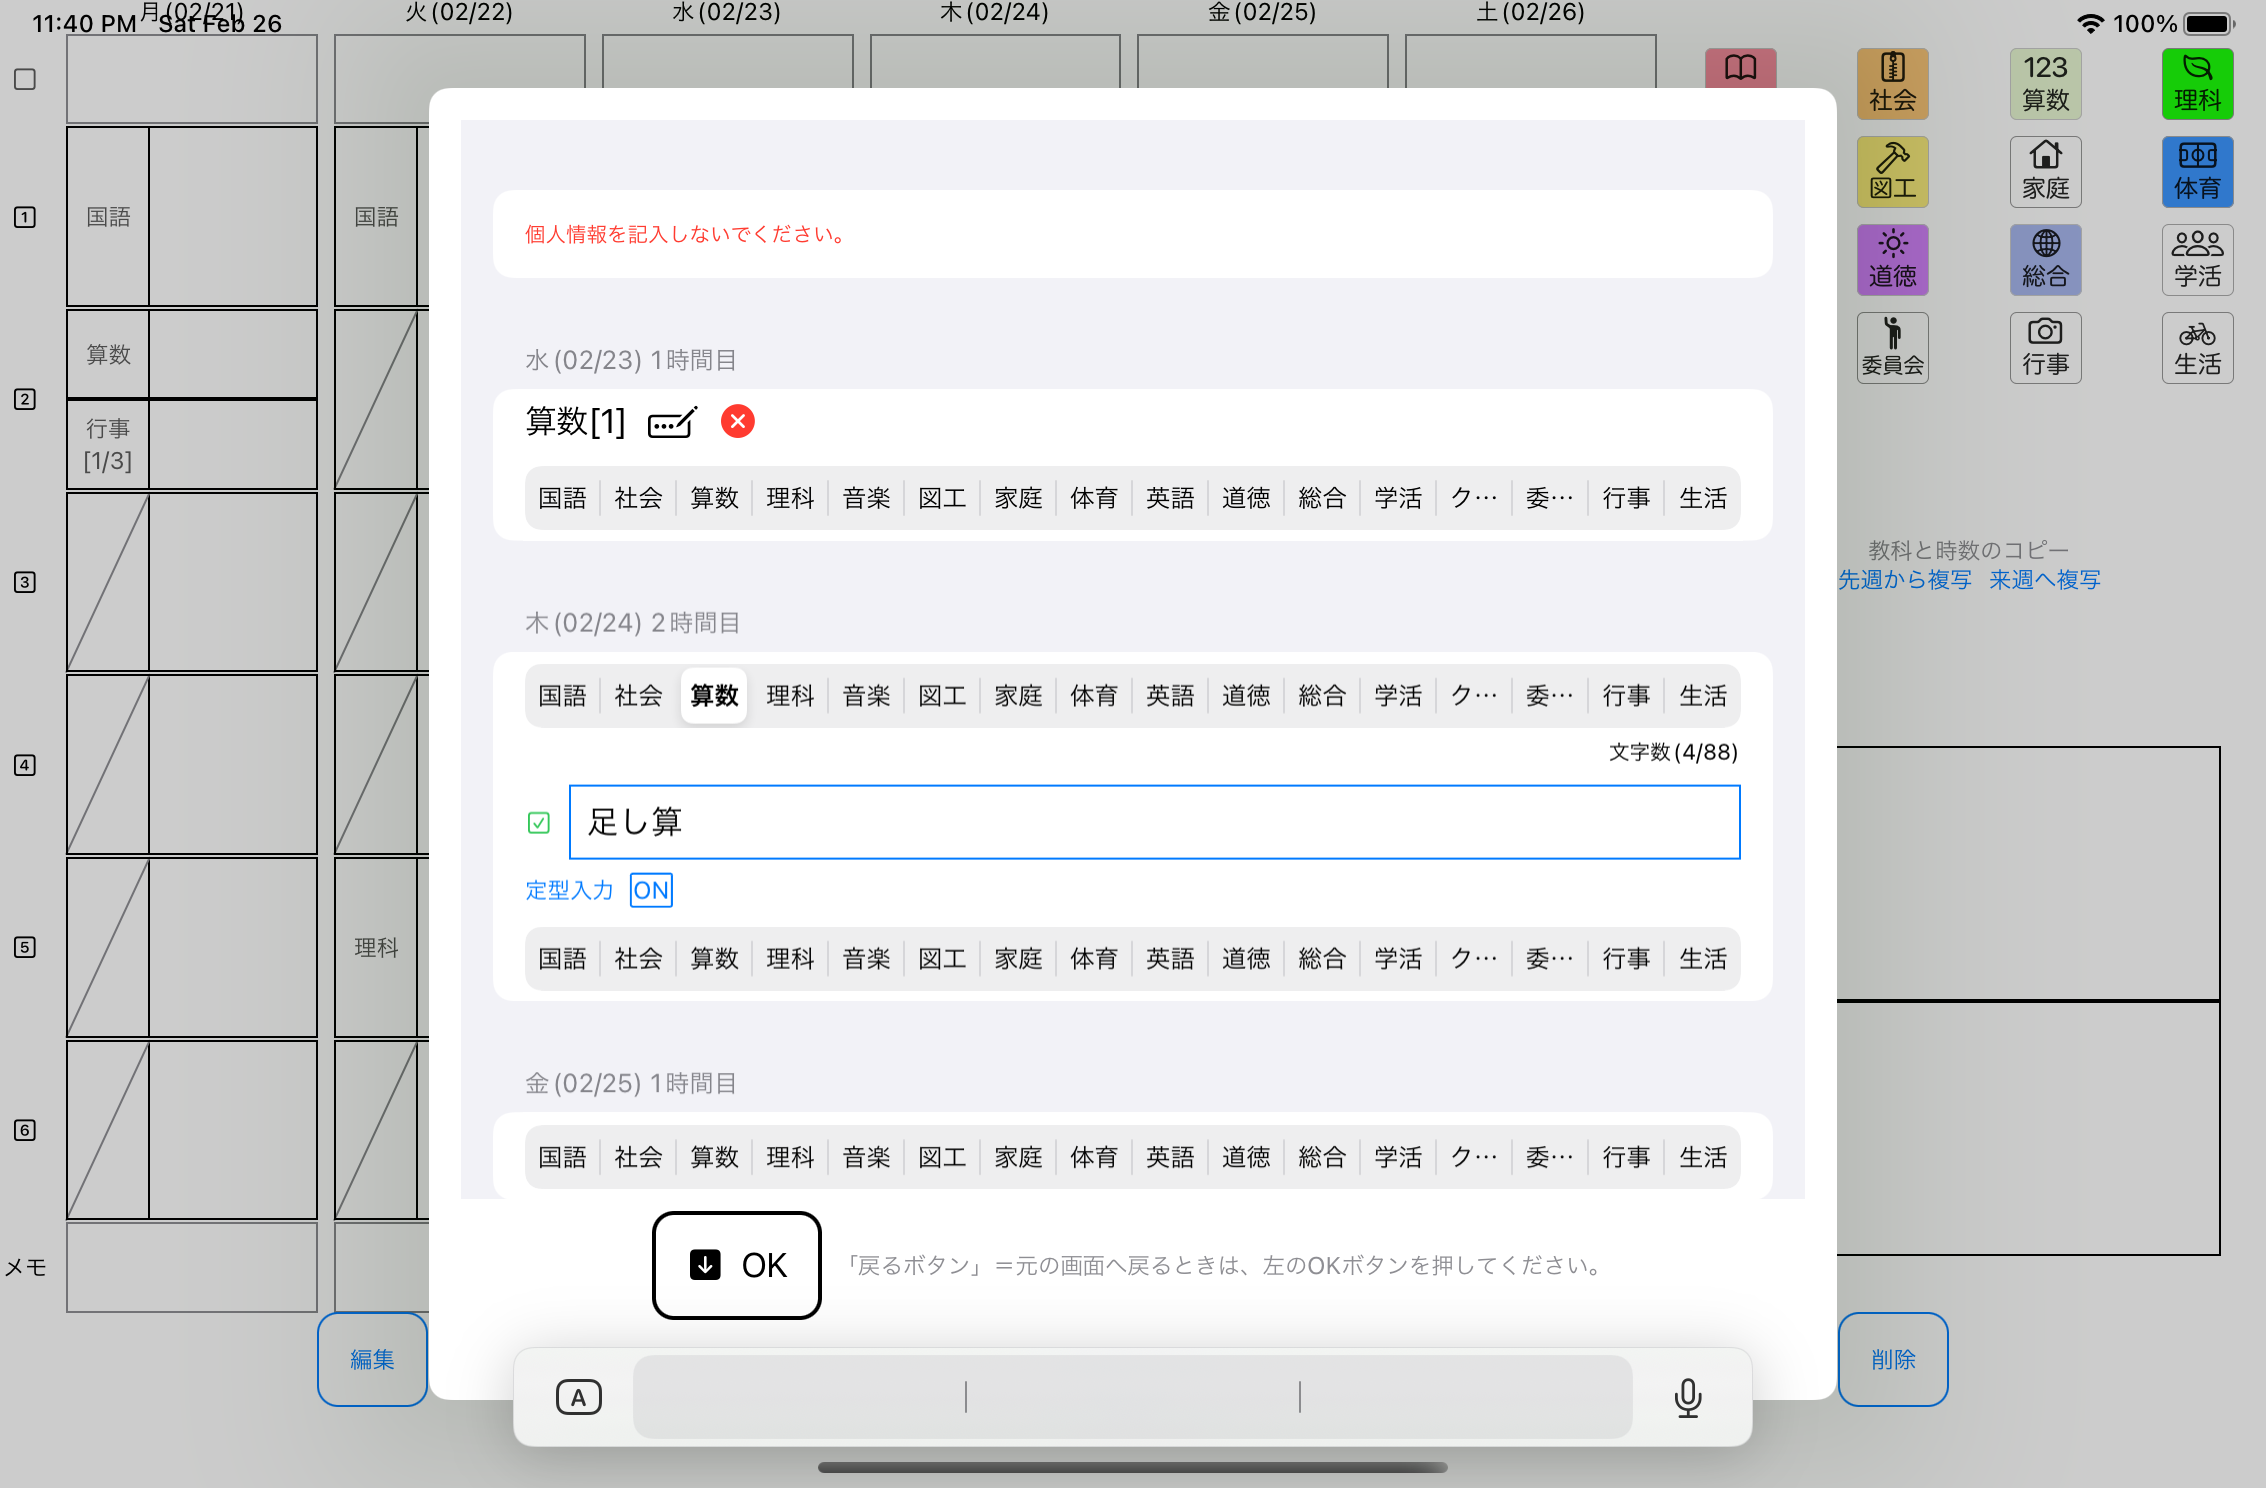 11:40 PM Sat Feb 26
100%
月(02/21)
火(02/22)
水(02/23)
木(02/24)
金(02/25)
土(02/26)
社会
123
算数
理科
図工
家庭
体育
道徳
総合
学活
委員会
行事
生活
1
国語
国語
2
算数
行事
[1/3]
3
4
5
理科
6
メモ
教科と時数のコピー
先週から複写 来週へ複写
個人情報を記入しないでください。
水(02/23) 1時間目
算数[1]
国語 社会 算数 理科 音楽 図工 家庭 体育 英語 道徳 総合 学活 ク… 委… 行事 生活
木(02/24) 2時間目
国語 社会 算数 理科 音楽 図工 家庭 体育 英語 道徳 総合 学活 ク… 委… 行事 生活
文字数(4/88)
足し算
定型入力 ON
国語 社会 算数 理科 音楽 図工 家庭 体育 英語 道徳 総合 学活 ク… 委… 行事 生活
金(02/25) 1時間目
国語 社会 算数 理科 音楽 図工 家庭 体育 英語 道徳 総合 学活 ク… 委… 行事 生活
OK 「戻るボタン」＝元の画面へ戻るときは、左のOKボタンを押してください。
編集
削除
A